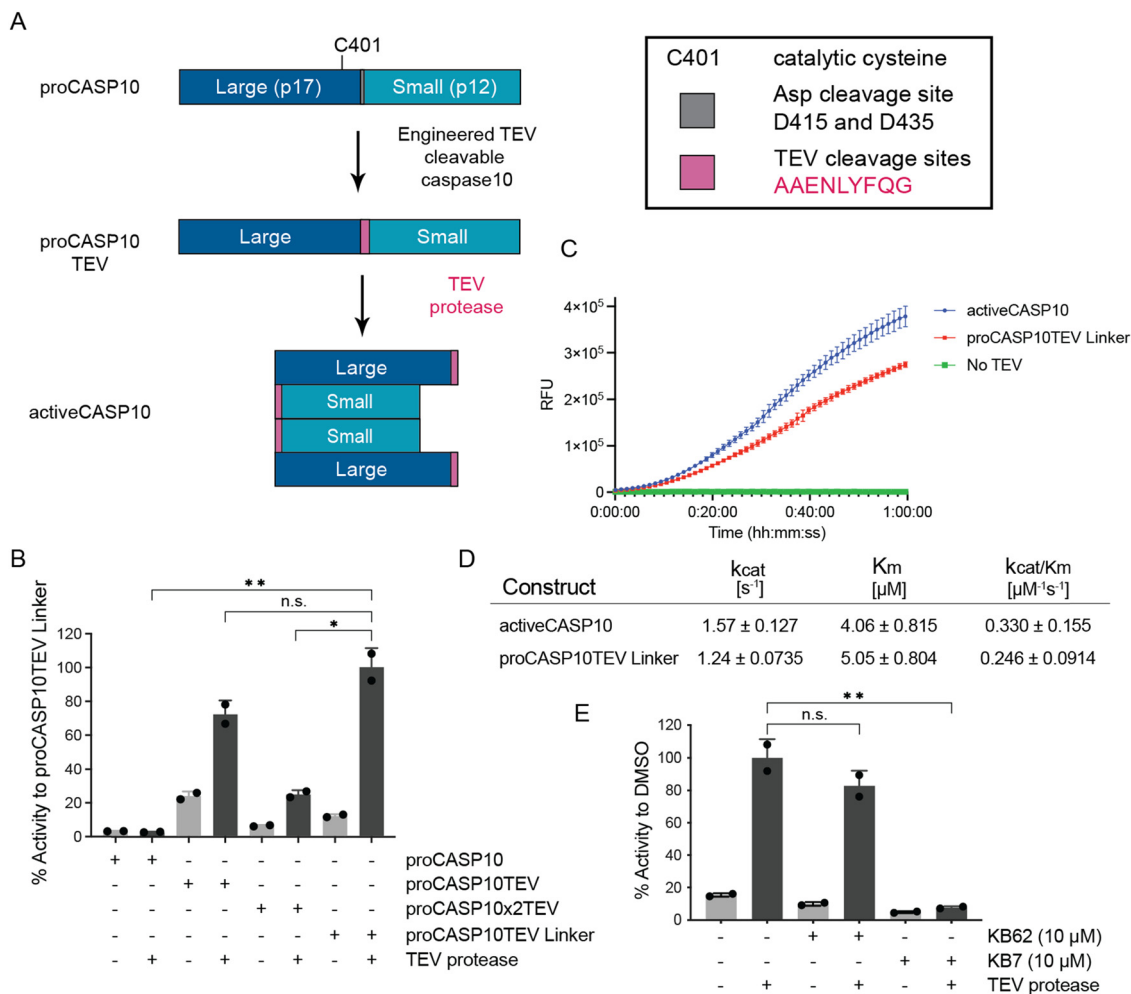 A
C401
proCASP10
Large (p17)
Small (p12)
Engineered TEV
cleavable
caspase10
proCASP10
TEV
Large
Small
TEV
protease
activeCASP10
Large
Small
Small
Large
C401
catalytic cysteine
Asp cleavage site
D415 and D435
TEV cleavage sites
AAENLYFQG
C
RFU
4×10⁵
3×10⁵
2×10⁵
1×10⁵
0
0:00:00
0:20:00
0:40:00
1:00:00
Time (hh:mm:ss)
activeCASP10
proCASP10TEV Linker
No TEV
B
% Activity to proCASP10TEV Linker
120
100
80
60
40
20
0
**
n.s.
*
+ + - - - - - - proCASP10
- - + + - - - - proCASP10TEV
- - - - + + - - proCASP10x2TEV
- - - - - - + + proCASP10TEV Linker
- + - + - + - + TEV protease
D
Construct kcat [s⁻¹] Km [µM] kcat/Km [µM⁻¹s⁻¹]
activeCASP10 1.57 ± 0.127 4.06 ± 0.815 0.330 ± 0.155
proCASP10TEV Linker 1.24 ± 0.0735 5.05 ± 0.804 0.246 ± 0.0914
E
% Activity to DMSO
120
100
80
60
40
20
0
**
n.s.
- - + + - - KB62 (10 µM)
- - - - + + KB7 (10 µM)
- + - + - + TEV protease